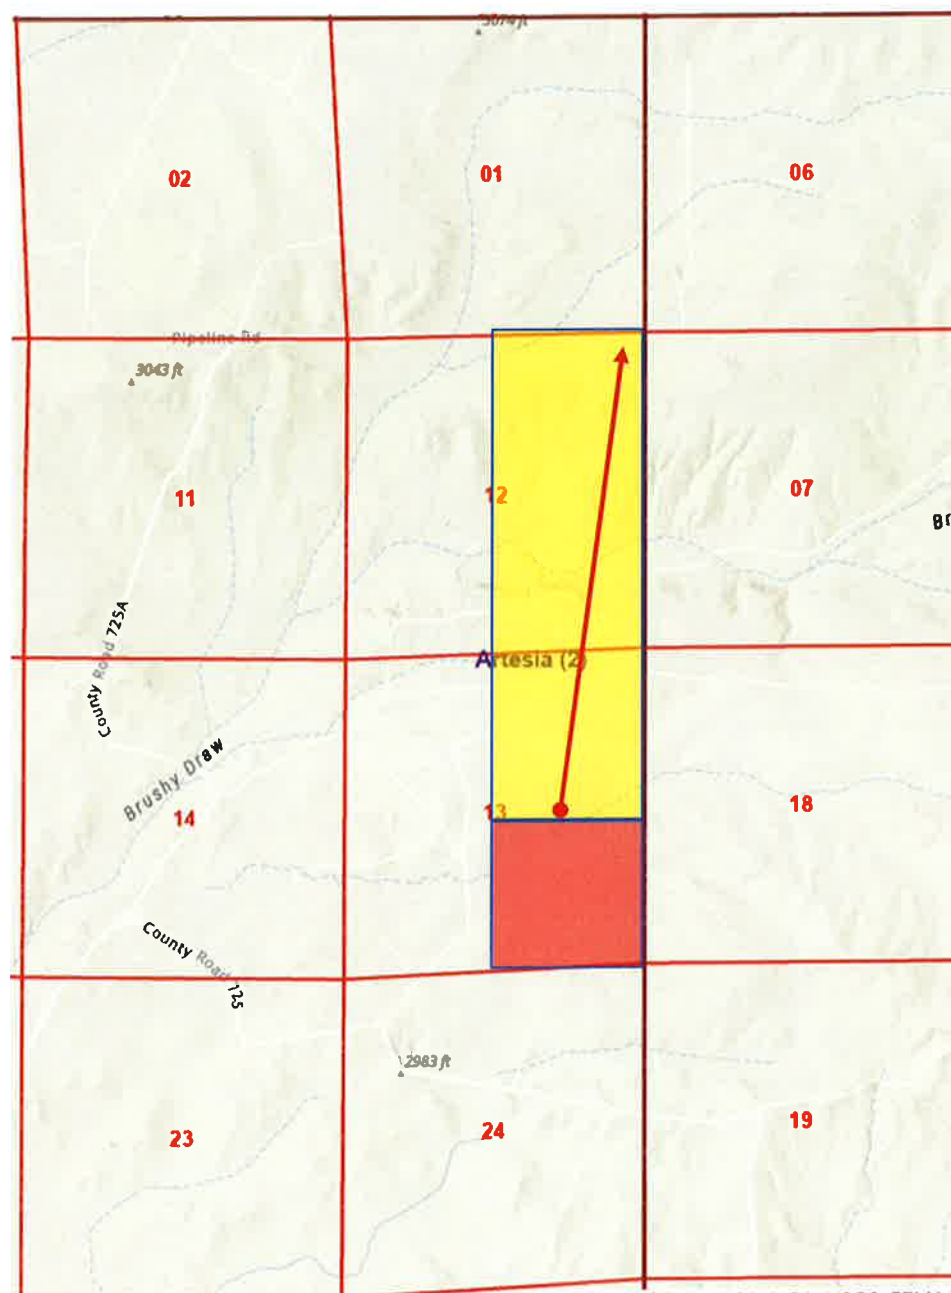 3074 ft
02
01
06
Pipeline Rd
3043 ft
11
12
07
County Road 725A
Artesia (2)
Brushy Draw
14
13
18
County Road 725
2983 ft
23
24
19